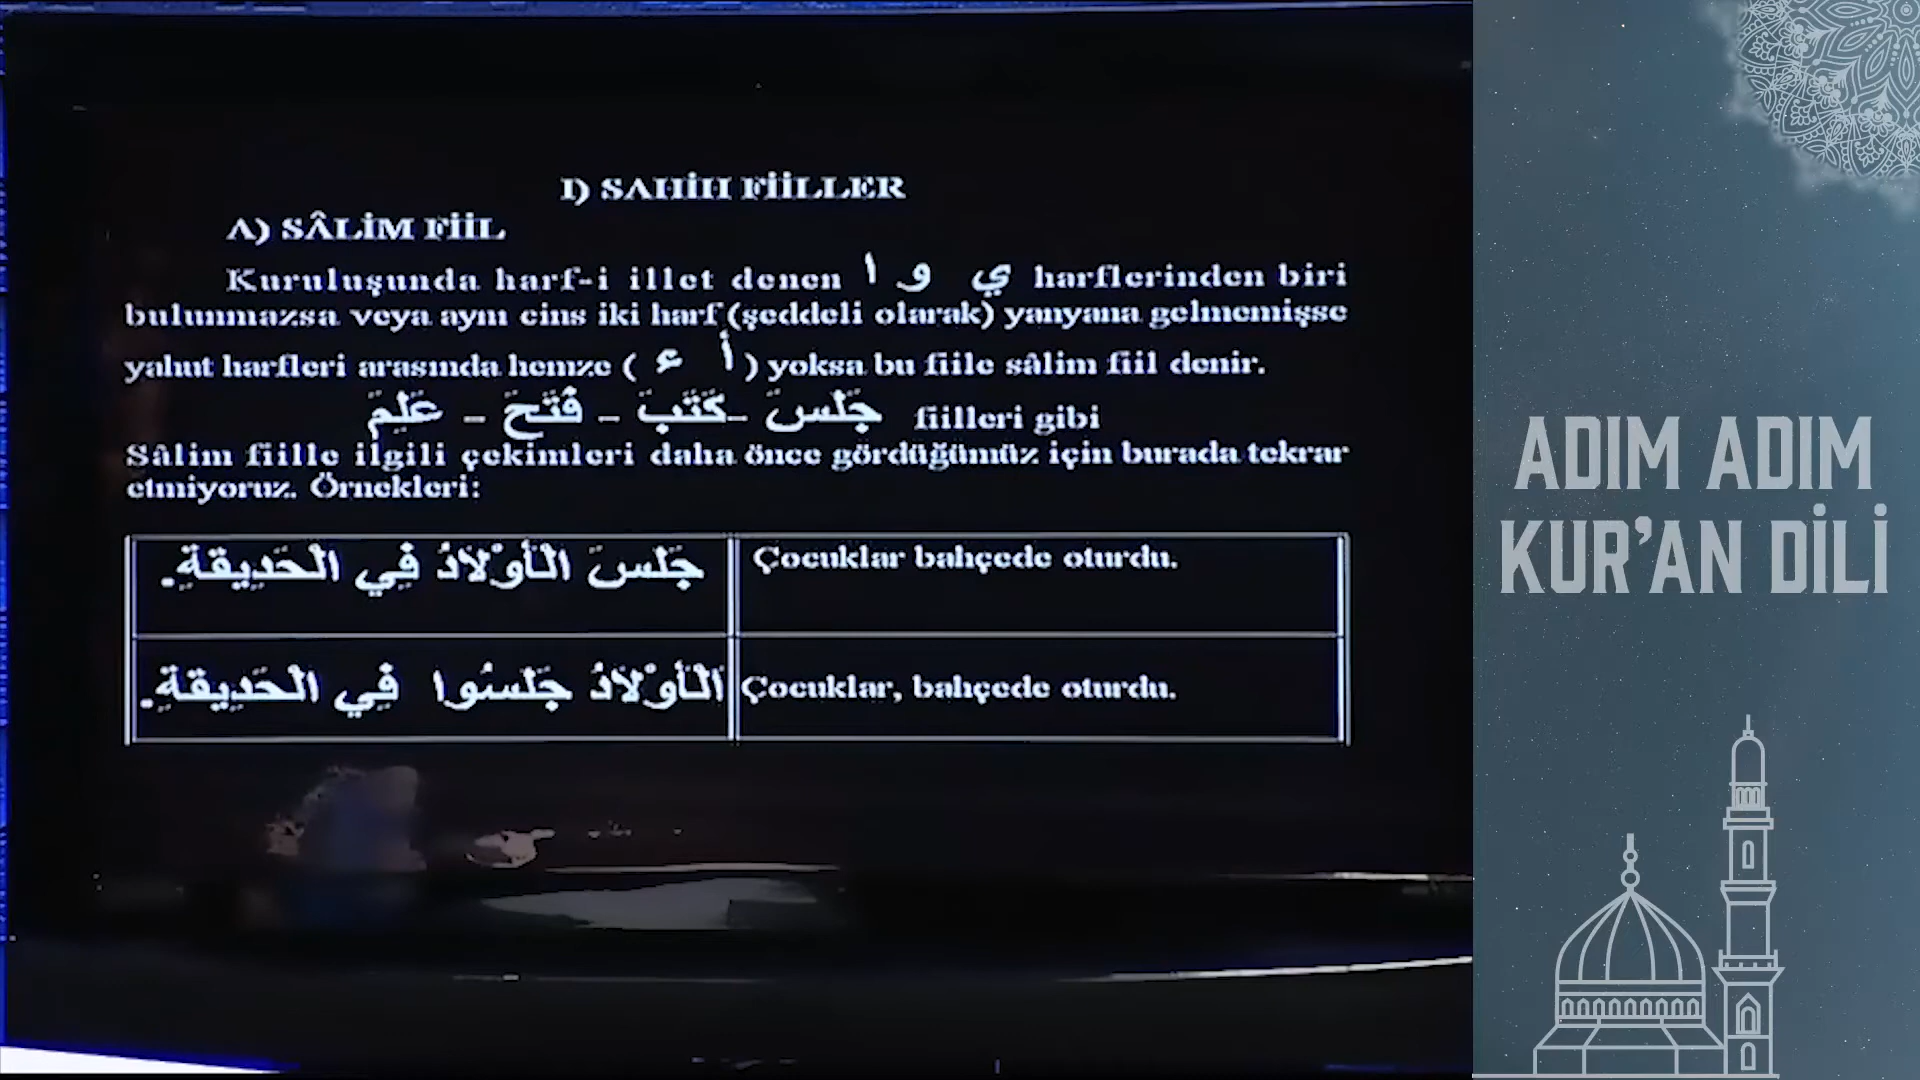 I) SAHİH FİİLLER
A) SÂLİM FİİL
Kuruluşunda harf-i illet denen ا و ي harflerinden biri
bulunmazsa veya aynı cins iki harf (şeddeli olarak) yanyana gelmemişse
yahut harfleri arasında hemze ( ء أ ) yoksa bu fiile sâlim fiil denir.
جَلَسَ -كَتَبَ – فَتَحَ – عَلِمَ fiilleri gibi
Sâlim fiille ilgili çekimleri daha önce gördüğümüz için burada tekrar
etmiyoruz. Örnekleri:
جَلَسَ الْأَوْلَادُ فِي الْحَدِيقَةِ.
Çocuklar bahçede oturdu.
الْأَوْلَادُ جَلَسُوا فِي الْحَدِيقَةِ.
Çocuklar, bahçede oturdu.
ADIM ADIM
KUR'AN DİLİ